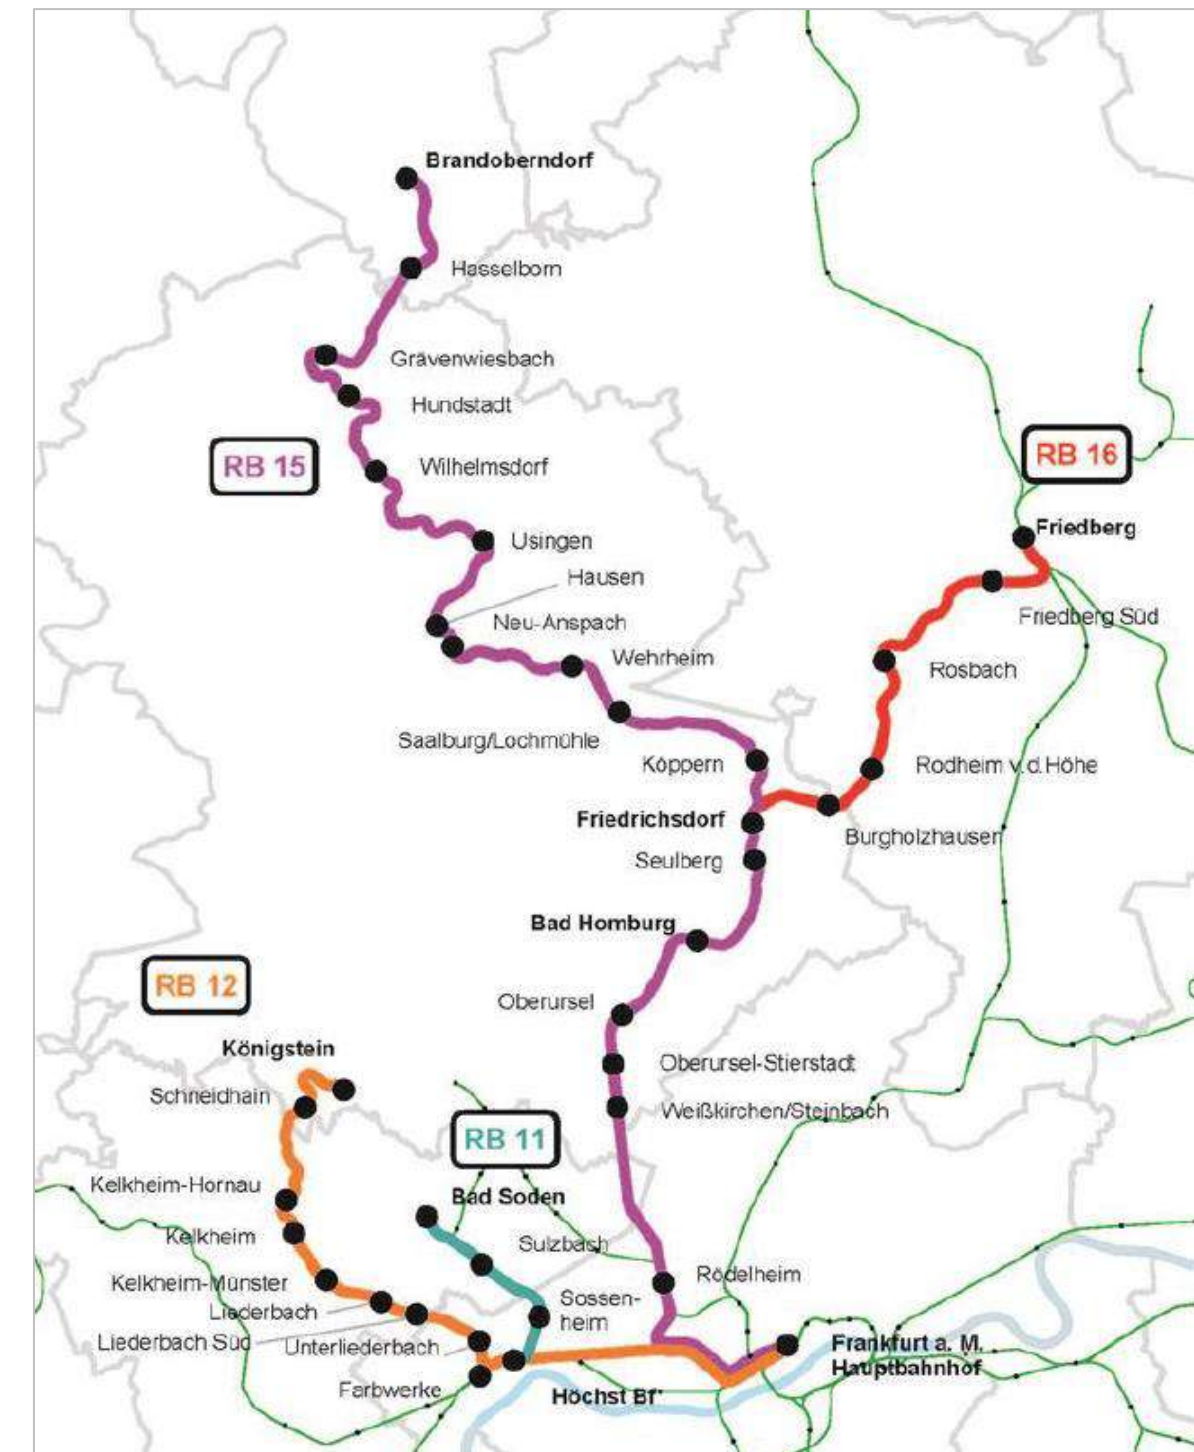 Brandoberndorf
Hasselborn
Grävenwiesbach
Hundstadt
RB 15
Wilhelmsdorf
RB 16
Friedberg
Usingen
Hausen
Neu-Anspach
Friedberg Süd
Wehrheim
Rosbach
Saalburg/Lochmühle
Köppern
Rodheim v.d.Höhe
Friedrichsdorf
Burgholzhausen
Seulberg
Bad Homburg
RB 12
Oberursel
Königstein
Oberursel-Stierstadt
Schneidhain
Weißkirchen/Steinbach
RB 11
Kelkheim-Hornau
Bad Soden
Kelkheim
Sulzbach
Kelkheim-Münster
Rödelheim
Liederbach
Sossen-
heim
Liederbach Süd
Unterliederbach
Frankfurt a. M.
Hauptbahnhof
Farbwerke
Höchst Bf*